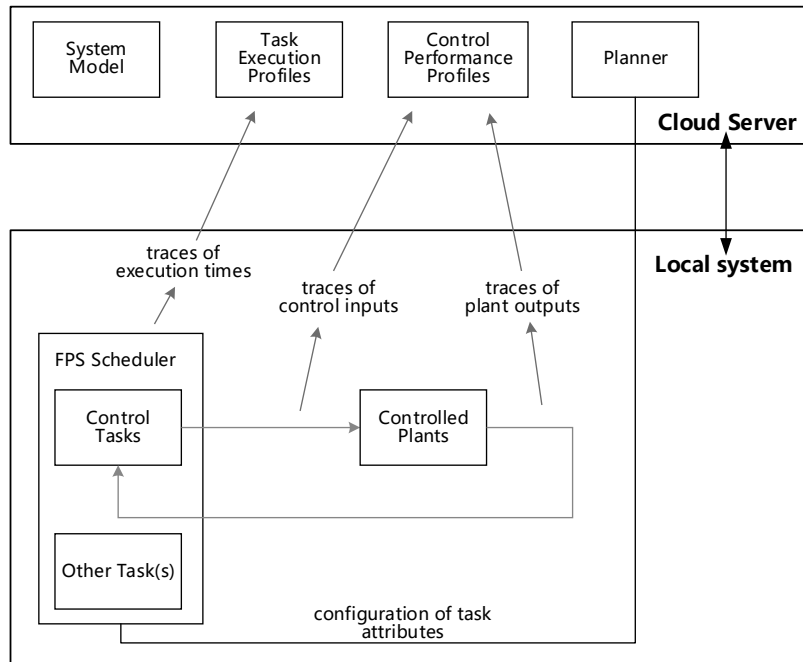 System
Model
Task
Execution
Profiles
Control
Performance
Profiles
Planner
Cloud Server
Local system
traces of
execution times
traces of
control inputs
traces of
plant outputs
FPS Scheduler
Control
Tasks
Controlled
Plants
Other Task(s)
configuration of task
attributes